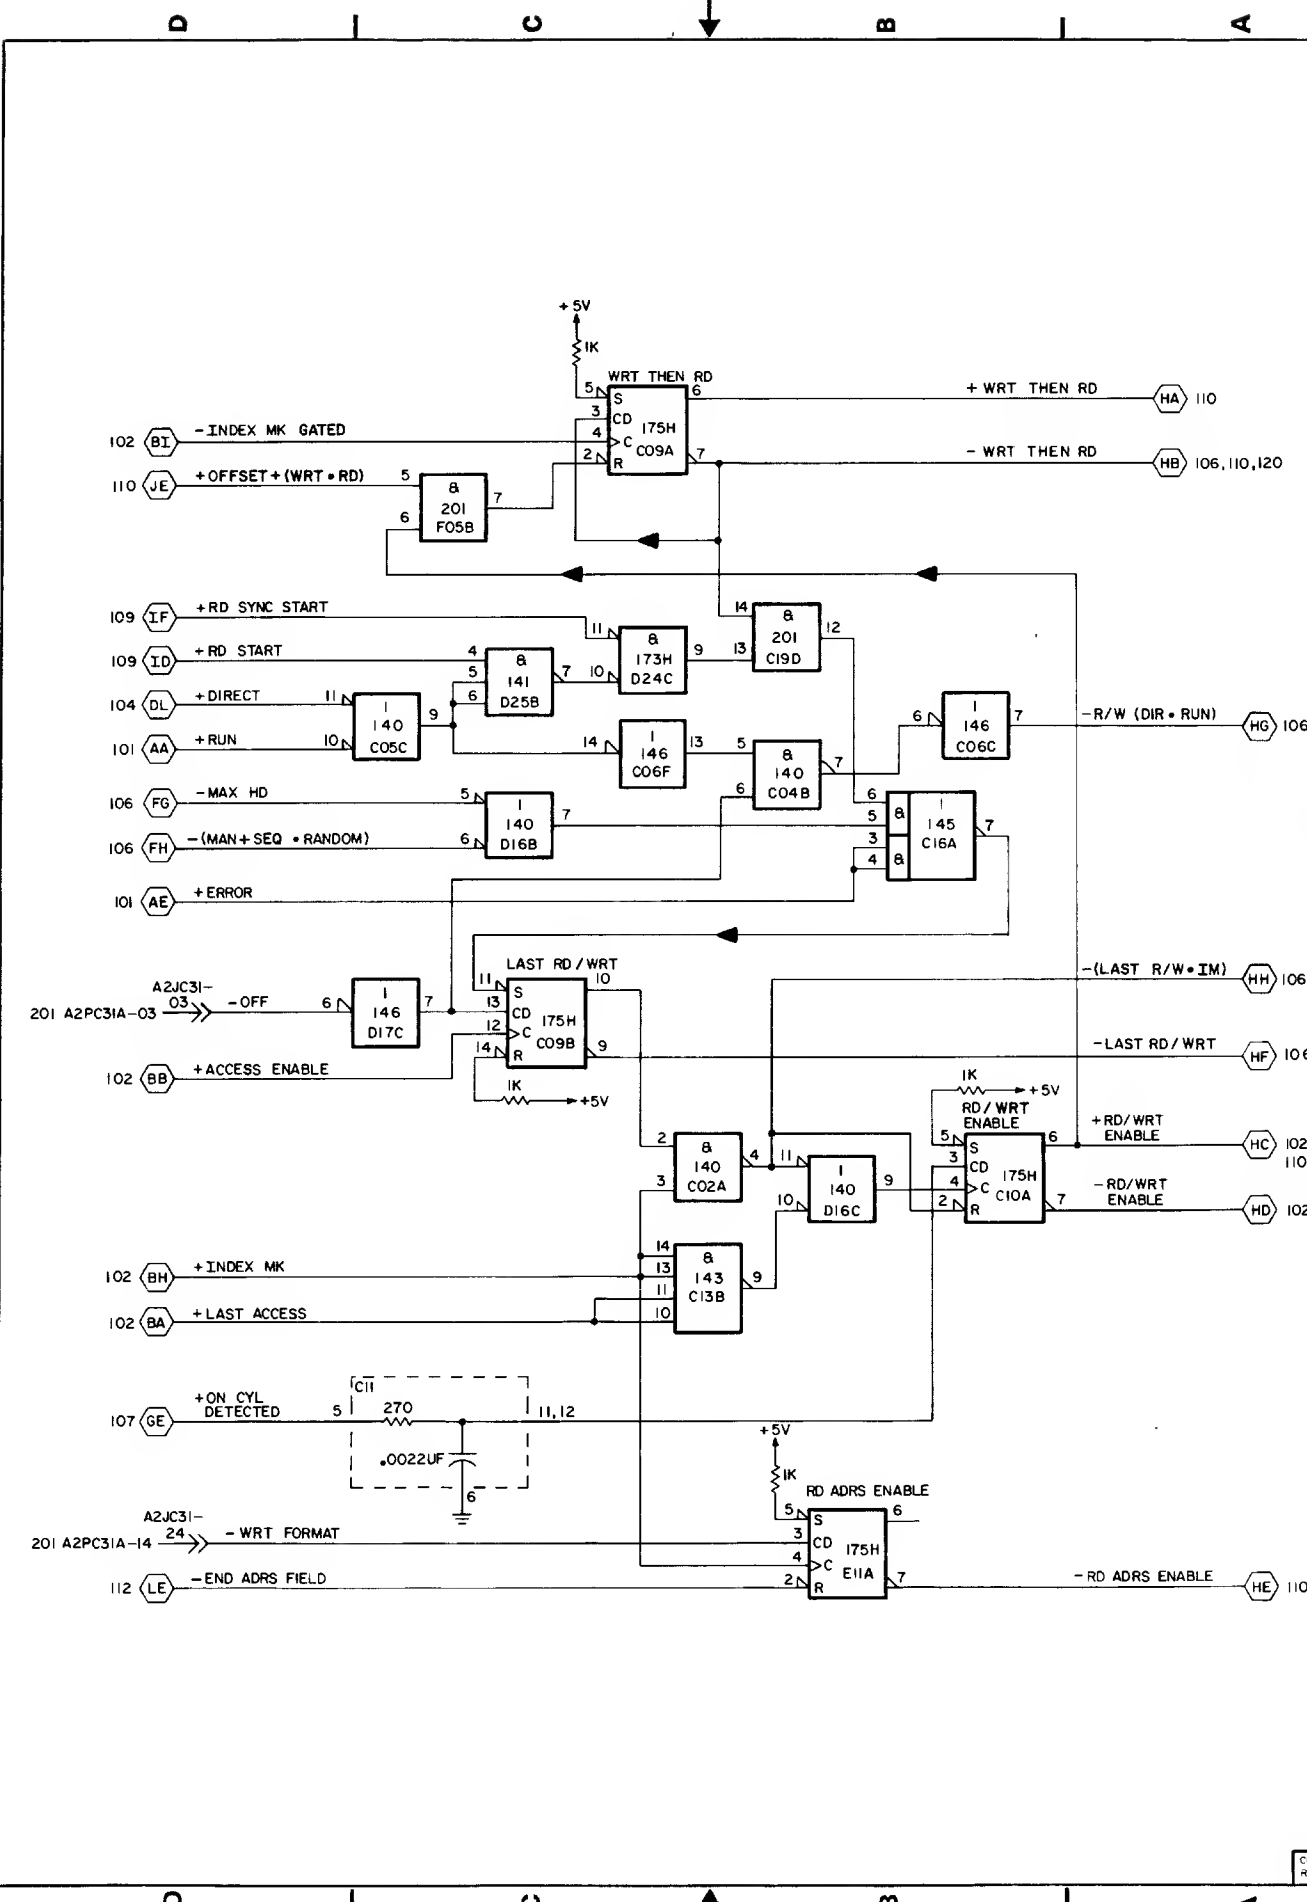 D C B A
+5V
1K
WRT THEN RD
5 S 6 + WRT THEN RD HA 110
3 CD
102 BI -INDEX MK GATED 4 C 175H C09A
2 R 7 - WRT THEN RD HB 106,110,120
110 JE +OFFSET+(WRT•RD) 5 & 201 F05B 7
6
109 IF +RD SYNC START 11 & 173H D24C 9
14 & 201 C19D 12
13
109 ID +RD START 4 & 141 D25B 7 10
5
6
104 DL +DIRECT 11 1 140 C05C 9
101 AA +RUN 10
14 1 146 C06F 13
5 & 140 C04B 7
6
6 1 146 C06C 7 -R/W (DIR•RUN) HG 106
106 FG -MAX HD 5 1 140 D16B 7
106 FH -(MAN+SEQ •RANDOM) 6
6 & 1 145 C16A 7
5
3 &
4
101 AE +ERROR
LAST RD/WRT
A2JC31-
201 A2PC31A-03 03 -OFF 6 1 146 D17C 7
11 S 10
13 CD 175H C09B
12 C
14 R 9
-(LAST R/W•IM) HH 106
-LAST RD/WRT HF 106
102 BB +ACCESS ENABLE
1K +5V
1K +5V
RD/WRT
ENABLE
5 S 6 +RD/WRT
ENABLE HC 102
110
3 CD 175H C10A
4 C
2 R 7 -RD/WRT
ENABLE HD 102
2 & 140 C02A 4
3
11 1 140 D16C 9
10
102 BH +INDEX MK
14 & 143 C13B 9
13
11
10
102 BA +LAST ACCESS
C11
107 GE +ON CYL
DETECTED 5 270 11,12
.0022UF
6
+5V
1K
RD ADRS ENABLE
A2JC31-
201 A2PC31A-14 24 -WRT FORMAT
5 S 6
3 CD 175H E11A
4 C
112 LE -END ADRS FIELD 2 R 7 -RD ADRS ENABLE HE 110